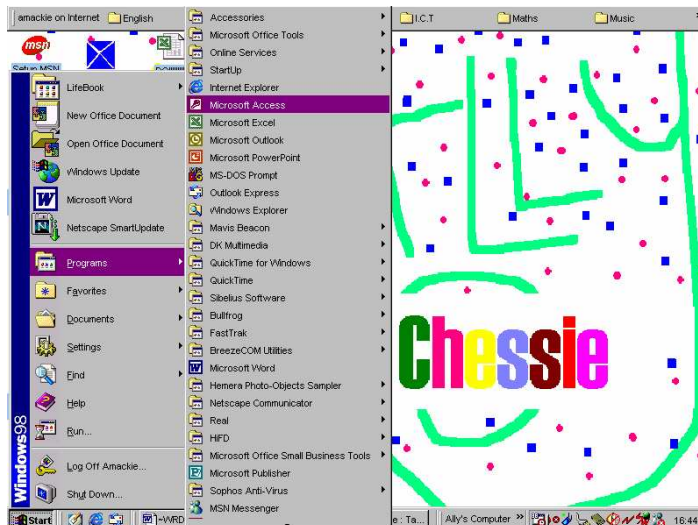 amackie on Internet English I.C.T Maths Music
msn
Setup MSN
LifeBook
New Office Document
Open Office Document
Windows Update
Microsoft Word
Netscape SmartUpdate
Programs
Favorites
Documents
Settings
Find
Help
Run...
Log Off Amackie...
Shut Down...
Windows98
Accessories
Microsoft Office Tools
Online Services
StartUp
Internet Explorer
Microsoft Access
Microsoft Excel
Microsoft Outlook
Microsoft PowerPoint
MS-DOS Prompt
Outlook Express
Windows Explorer
Mavis Beacon
DK Multimedia
QuickTime for Windows
QuickTime
Sibelius Software
Bullfrog
FastTrak
BreezeCOM Utilities
Microsoft Word
Hemera Photo-Objects Sampler
Netscape Communicator
Real
HiFD
Microsoft Office Small Business Tools
Microsoft Publisher
Sophos Anti-Virus
MSN Messenger
Chessie
Start e : Ta... Ally's Computer » 16:44